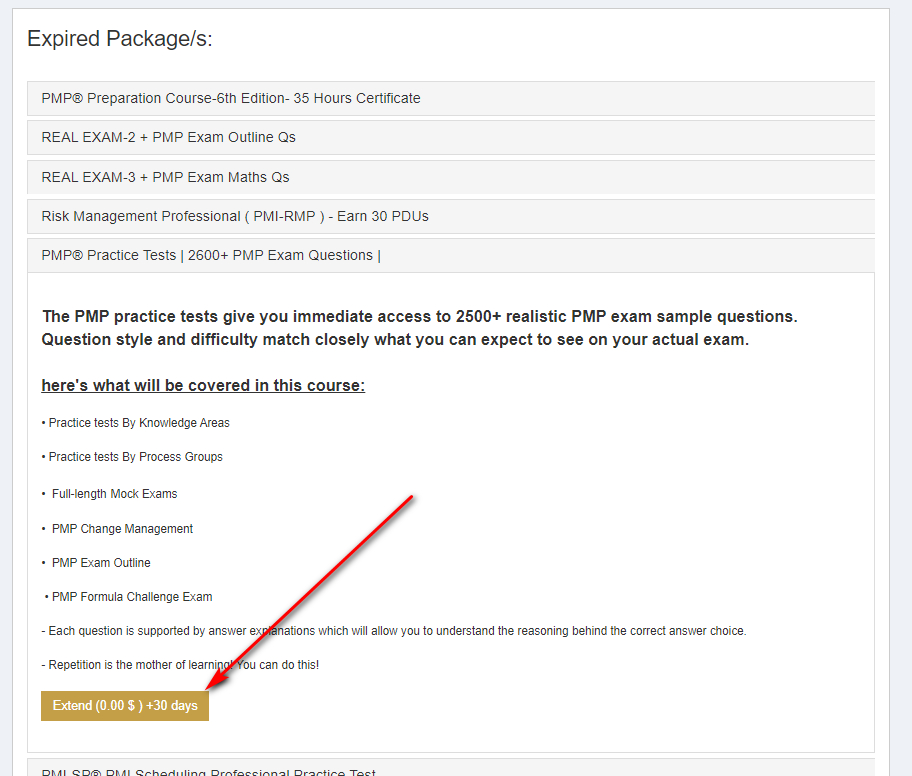 Expired Package/s:
PMP® Preparation Course-6th Edition- 35 Hours Certificate
REAL EXAM-2 + PMP Exam Outline Qs
REAL EXAM-3 + PMP Exam Maths Qs
Risk Management Professional ( PMI-RMP ) - Earn 30 PDUs
PMP® Practice Tests | 2600+ PMP Exam Questions |
The PMP practice tests give you immediate access to 2500+ realistic PMP exam sample questions.
Question style and difficulty match closely what you can expect to see on your actual exam.
here's what will be covered in this course:
• Practice tests By Knowledge Areas
• Practice tests By Process Groups
• Full-length Mock Exams
• PMP Change Management
• PMP Exam Outline
• PMP Formula Challenge Exam
- Each question is supported by answer explanations which will allow you to understand the reasoning behind the correct answer choice.
- Repetition is the mother of learning! You can do this!
Extend (0.00 $ ) +30 days
PMI-SP® PMI Scheduling Professional Practice Test